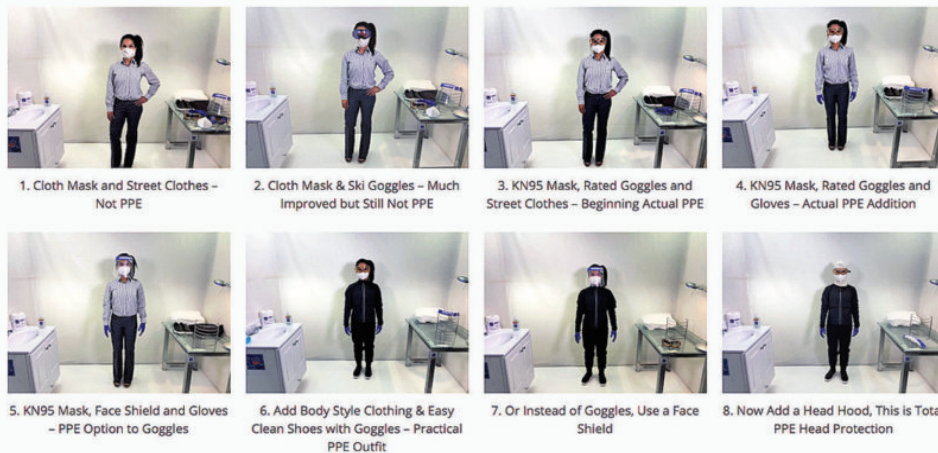 1. Cloth Mask and Street Clothes –
Not PPE
2. Cloth Mask & Ski Goggles – Much
Improved but Still Not PPE
3. KN95 Mask, Rated Goggles and
Street Clothes – Beginning Actual PPE
4. KN95 Mask, Rated Goggles and
Gloves – Actual PPE Addition
5. KN95 Mask, Face Shield and Gloves
– PPE Option to Goggles
6. Add Body Style Clothing & Easy
Clean Shoes with Goggles – Practical
PPE Outfit
7. Or Instead of Goggles, Use a Face
Shield
8. Now Add a Head Hood, This is Tota
PPE Head Protection